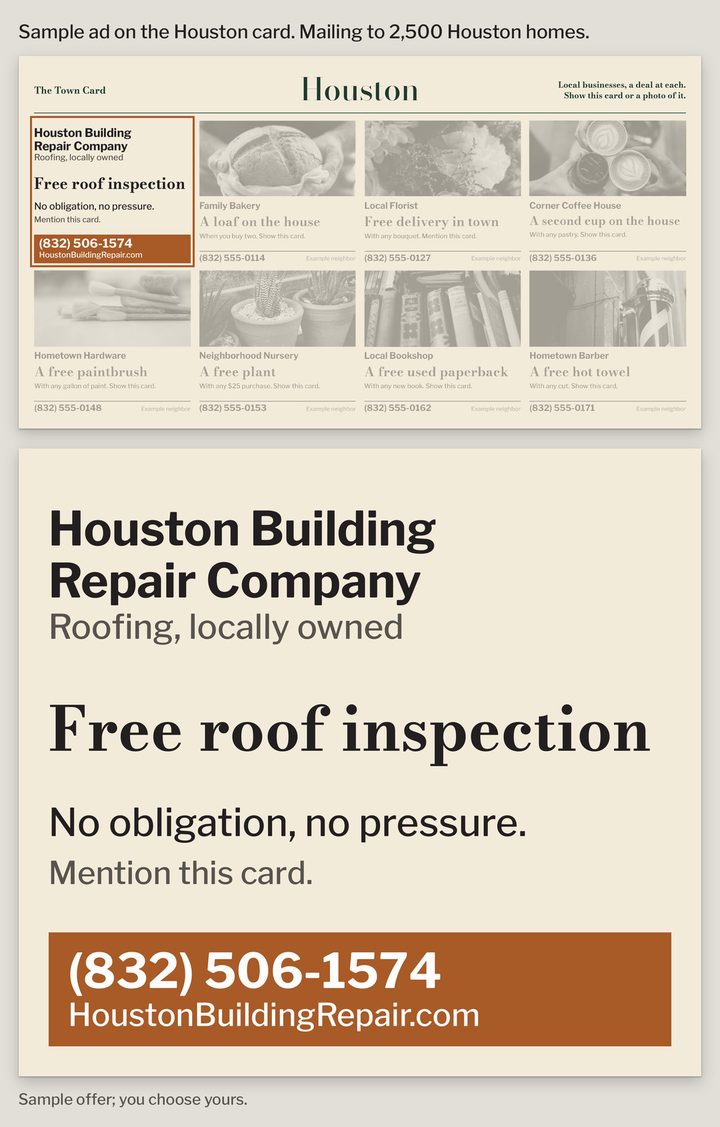 Sample ad on the Houston card. Mailing to 2,500 Houston homes.
The Town Card
Houston
Local businesses, a deal at each.
Show this card or a photo of it.
Houston Building
Repair Company
Roofing, locally owned
Free roof inspection
No obligation, no pressure.
Mention this card.
(832) 506-1574
HoustonBuildingRepair.com
Family Bakery
A loaf on the house
When you buy two. Show this card.
(832) 555-0114
Example neighbor
Local Florist
Free delivery in town
With any bouquet. Mention this card.
(832) 555-0127
Example neighbor
Corner Coffee House
A second cup on the house
With any pastry. Show this card.
(832) 555-0136
Example neighbor
Hometown Hardware
A free paintbrush
With any gallon of paint. Show this card.
(832) 555-0148
Example neighbor
Neighborhood Nursery
A free plant
With any $25 purchase. Show this card.
(832) 555-0153
Example neighbor
Local Bookshop
A free used paperback
With any new book. Show this card.
(832) 555-0162
Example neighbor
Hometown Barber
A free hot towel
With any cut. Show this card.
(832) 555-0171
Example neighbor
Houston Building
Repair Company
Roofing, locally owned
Free roof inspection
No obligation, no pressure.
Mention this card.
(832) 506-1574
HoustonBuildingRepair.com
Sample offer; you choose yours.